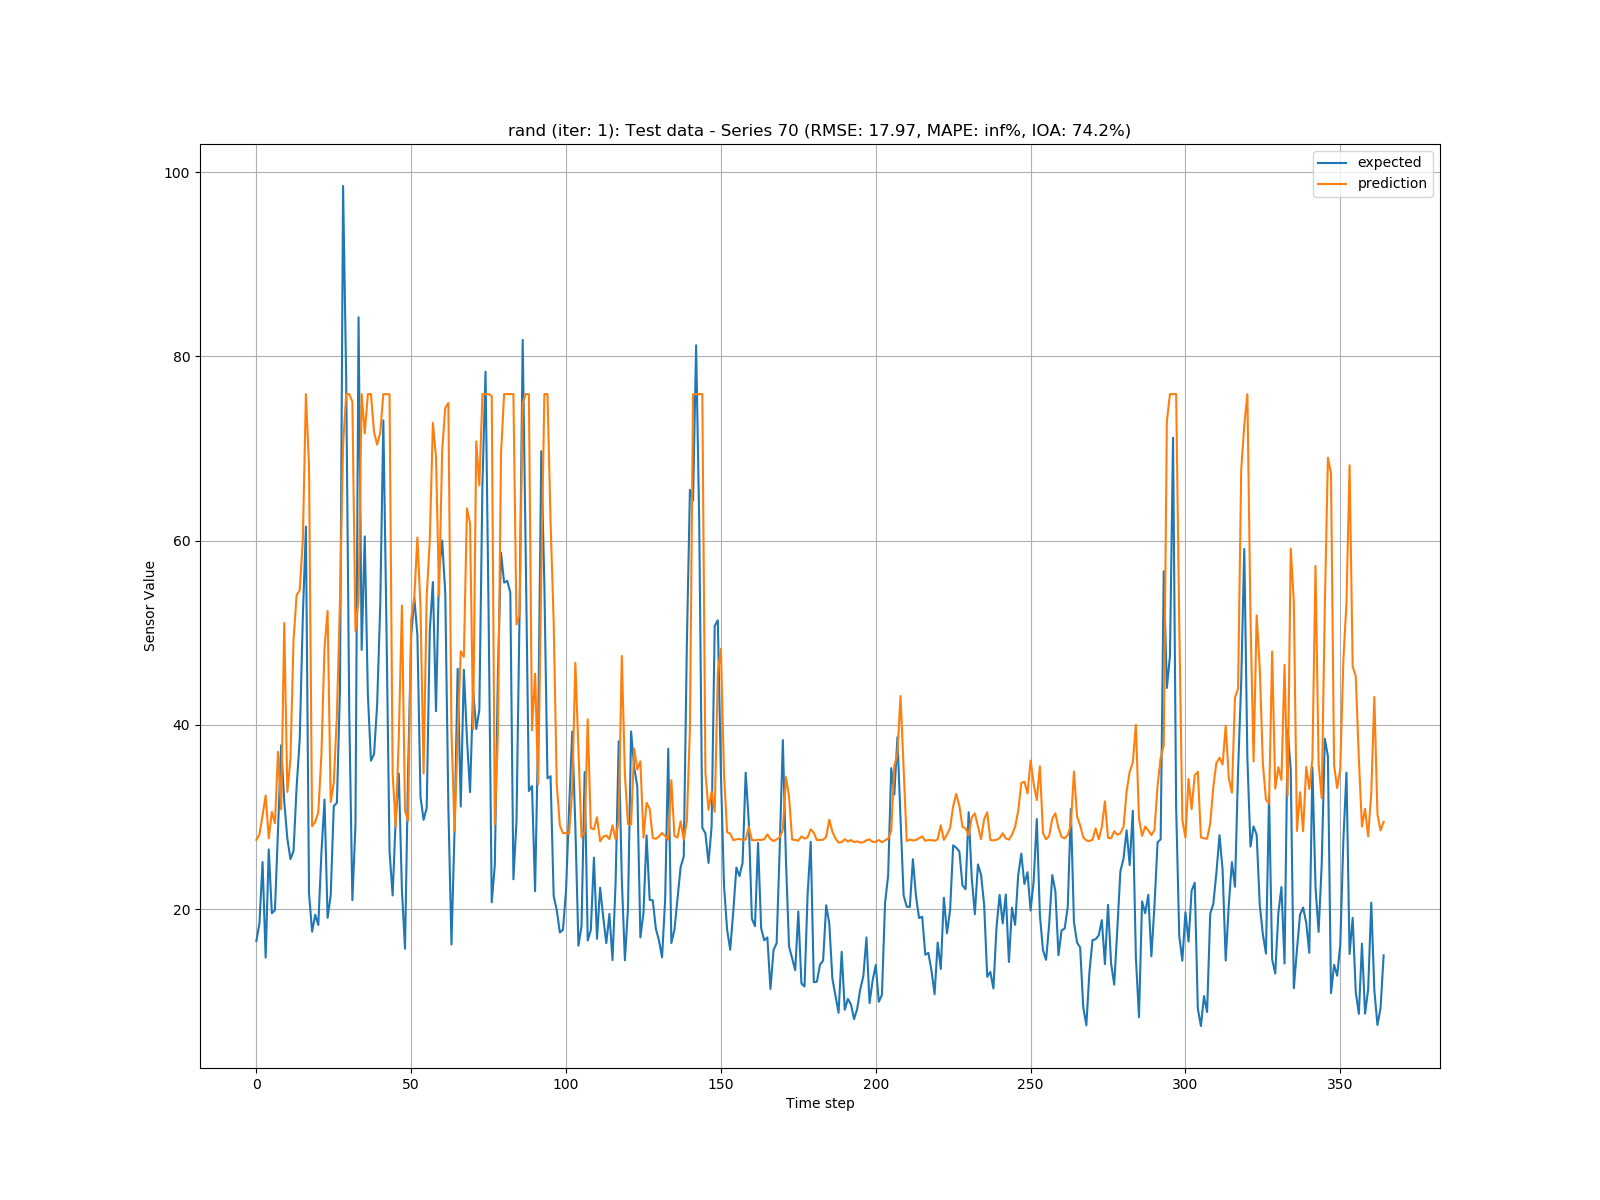 rand (iter: 1): Test data - Series 70 (RMSE: 17.97, MAPE: inf%, IOA: 74.2%)
expected
prediction
100
80
60
40
20
Sensor Value
0 50 100 150 200 250 300 350
Time step